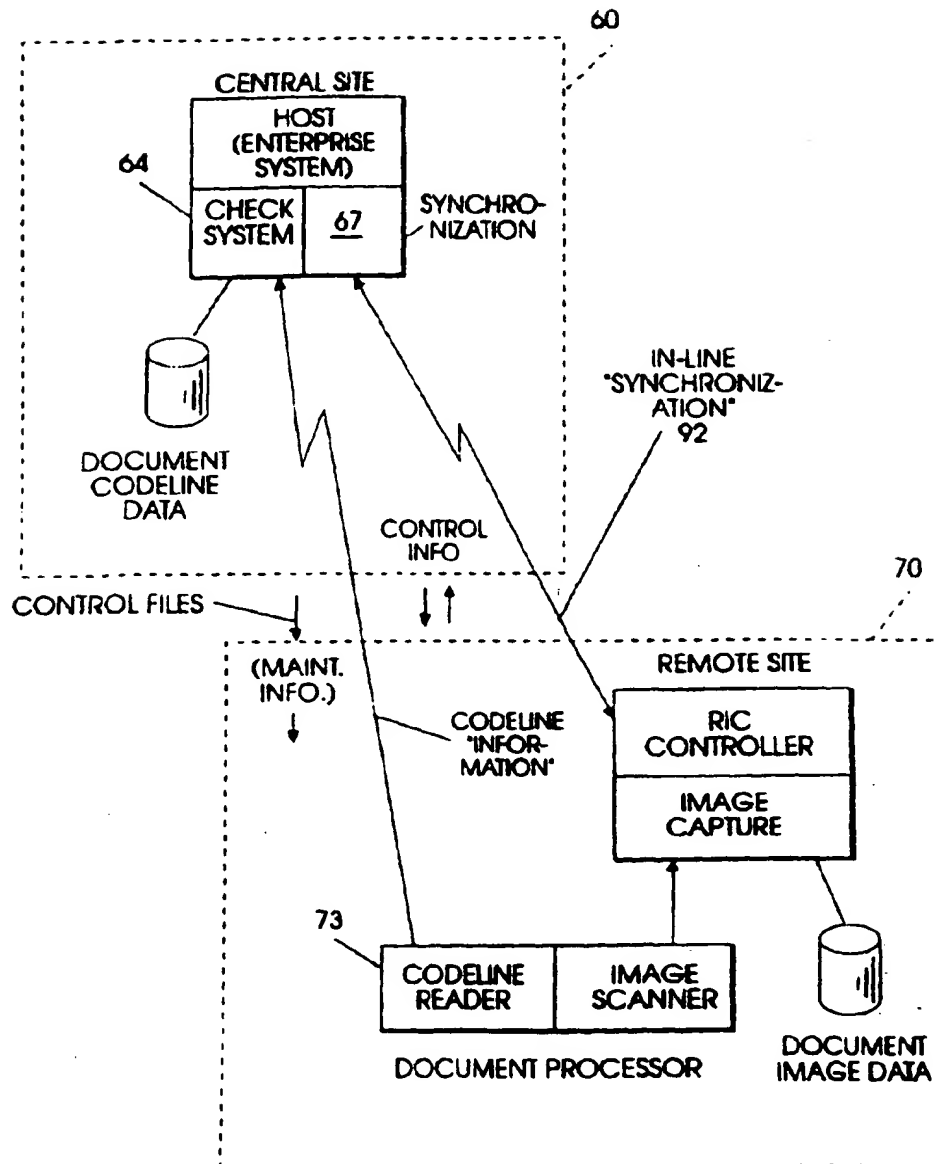 60
CENTRAL SITE
HOST
(ENTERPRISE
SYSTEM)
64
CHECK
SYSTEM
67
SYNCHRO-
NIZATION
DOCUMENT
CODELINE
DATA
IN-LINE
"SYNCHRONIZ-
ATION"
92
CONTROL
INFO
70
CONTROL FILES
(MAINT.
INFO.)
REMOTE SITE
CODELINE
"INFOR-
MATION"
RIC
CONTROLLER
IMAGE
CAPTURE
73
CODELINE
READER
IMAGE
SCANNER
DOCUMENT PROCESSOR
DOCUMENT
IMAGE DATA